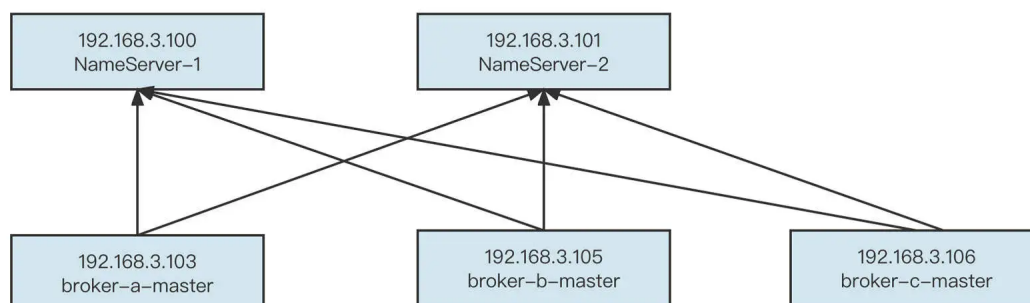 192.168.3.100
NameServer-1
192.168.3.101
NameServer-2
192.168.3.103
broker-a-master
192.168.3.105
broker-b-master
192.168.3.106
broker-c-master